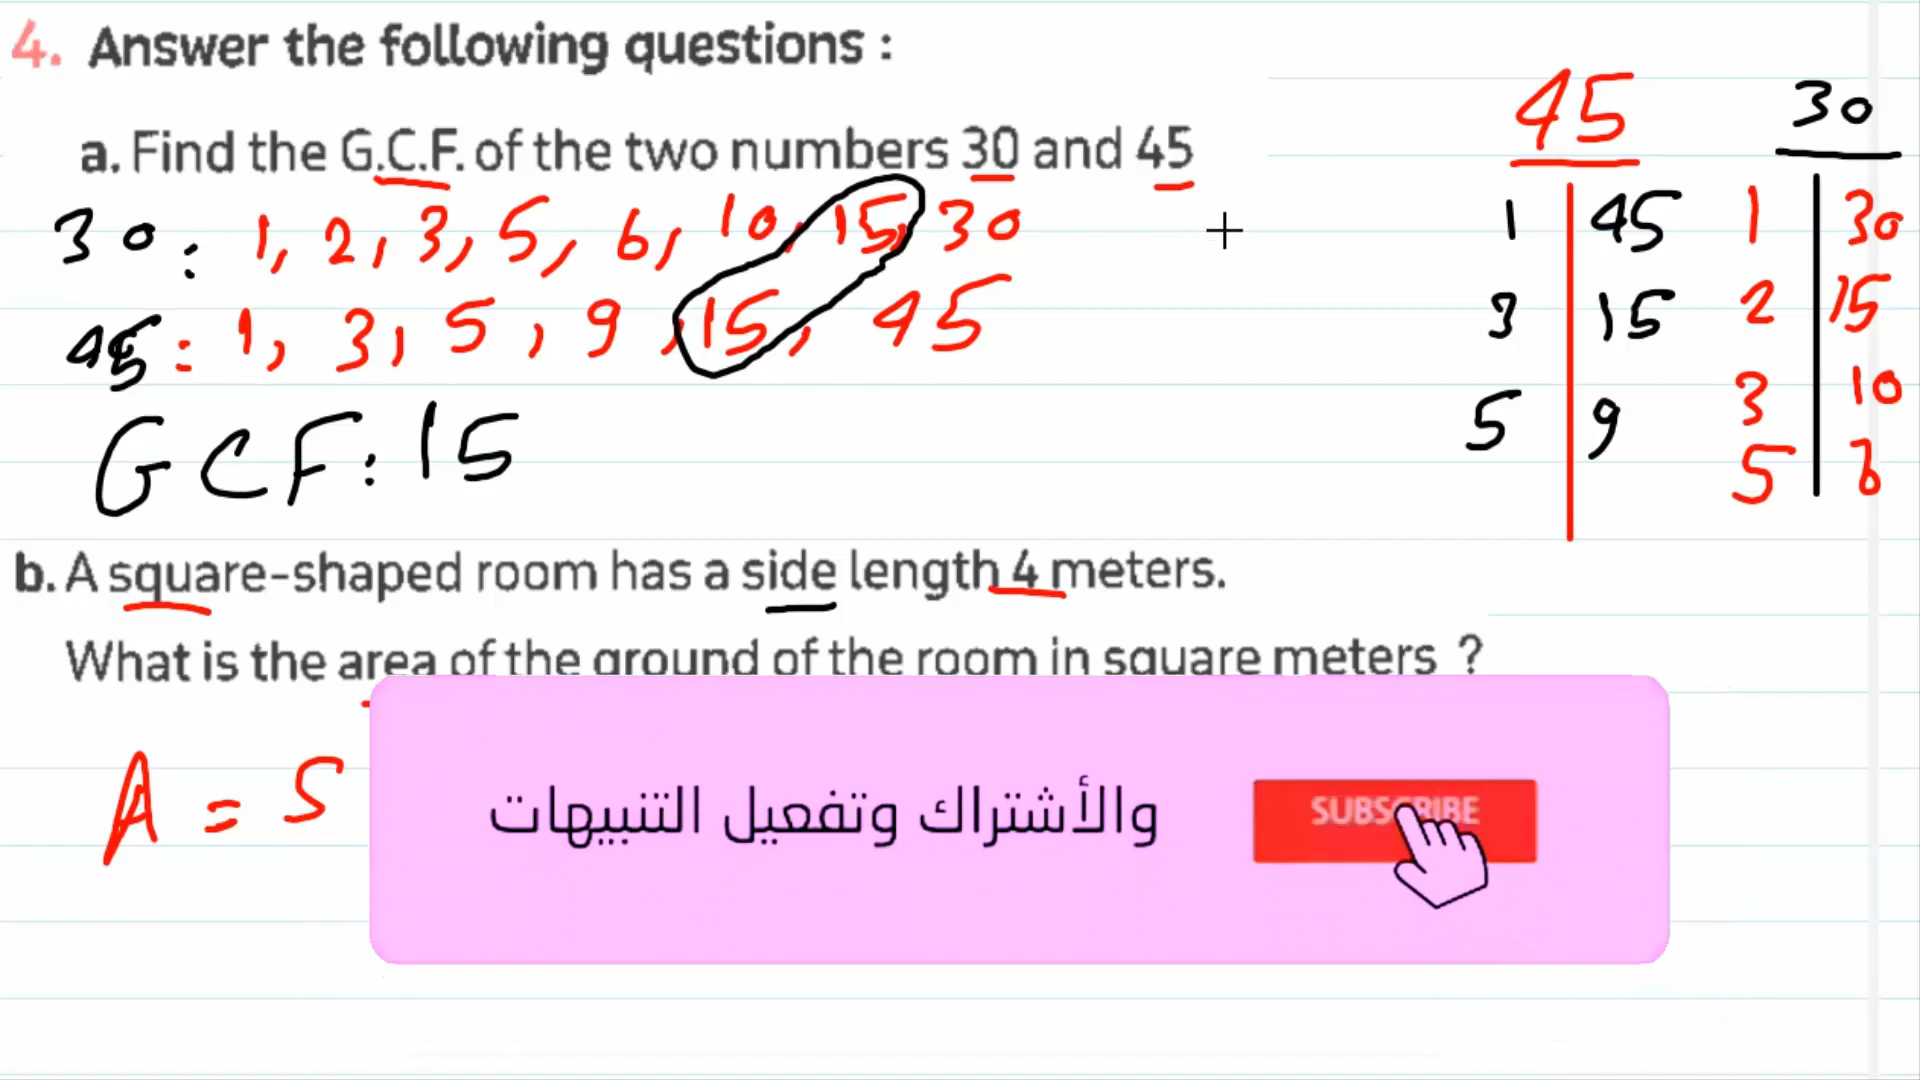 4. Answer the following questions :
a. Find the G.C.F. of the two numbers 30 and 45
30: 1, 2, 3, 5, 6, 10, 15, 30
45: 1, 3, 5, 9, 15, 45
GCF: 15
45
1 45
3 15
5 9
30
1 30
2 15
3 10
5 6
b. A square-shaped room has a side length 4 meters.
What is the area of the ground of the room in square meters ?
A = S
والأشتراك وتفعيل التنبيهات
SUBSCRIBE